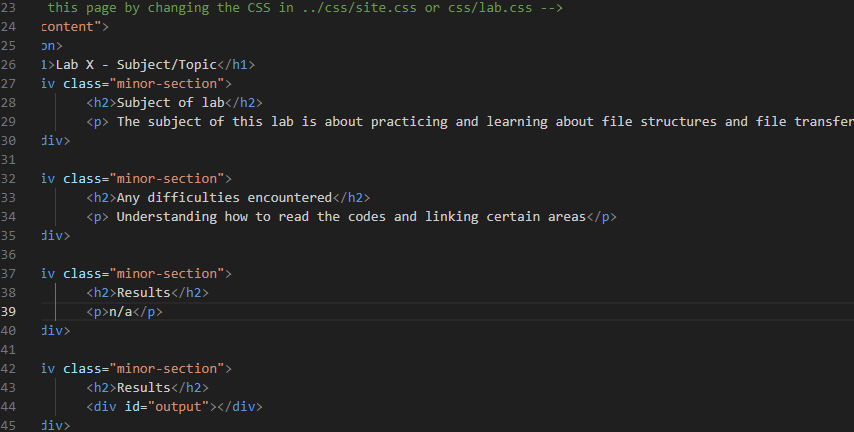 23 this page by changing the CSS in ../css/site.css or css/lab.css -->
24 content">
25 on>
26 1>Lab X - Subject/Topic</h1>
27 iv class="minor-section">
28 <h2>Subject of lab</h2>
29 <p> The subject of this lab is about practicing and learning about file structures and file transfer
30 div>
31
32 iv class="minor-section">
33 <h2>Any difficulties encountered</h2>
34 <p> Understanding how to read the codes and linking certain areas</p>
35 div>
36
37 iv class="minor-section">
38 <h2>Results</h2>
39 <p>n/a</p>
40 div>
41
42 iv class="minor-section">
43 <h2>Results</h2>
44 <div id="output"></div>
45 div>